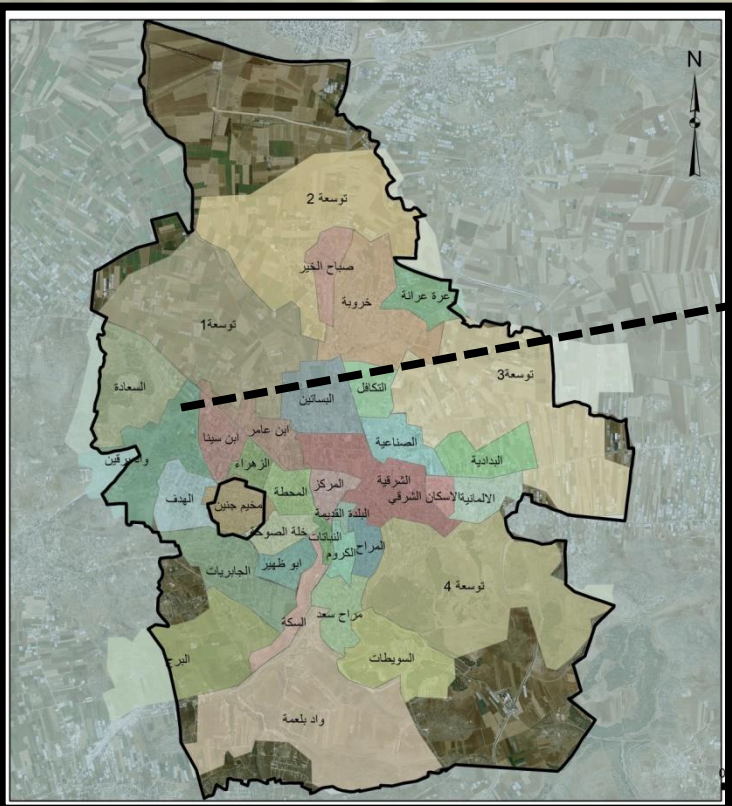 N
توسعة 2
صباح الخير
عرة عرانة
خروبة
توسعة1
توسعة3
السعادة
التكافل
البساتين
ابن عامر
ابن سينا
الصناعية
واد برقين
الزهراء
البدادية
الشرقية
المركز
المحطة
الهدف
مخيم جنين
الاسكان الشرقي
الالمانية
البلدة القديمة
خلة الصوحة
النباتات
المراح
الكروم
ابو ظهير
الجابريات
توسعة 4
مراح سعد
السكة
السويطات
البرج
واد بلعمة
0